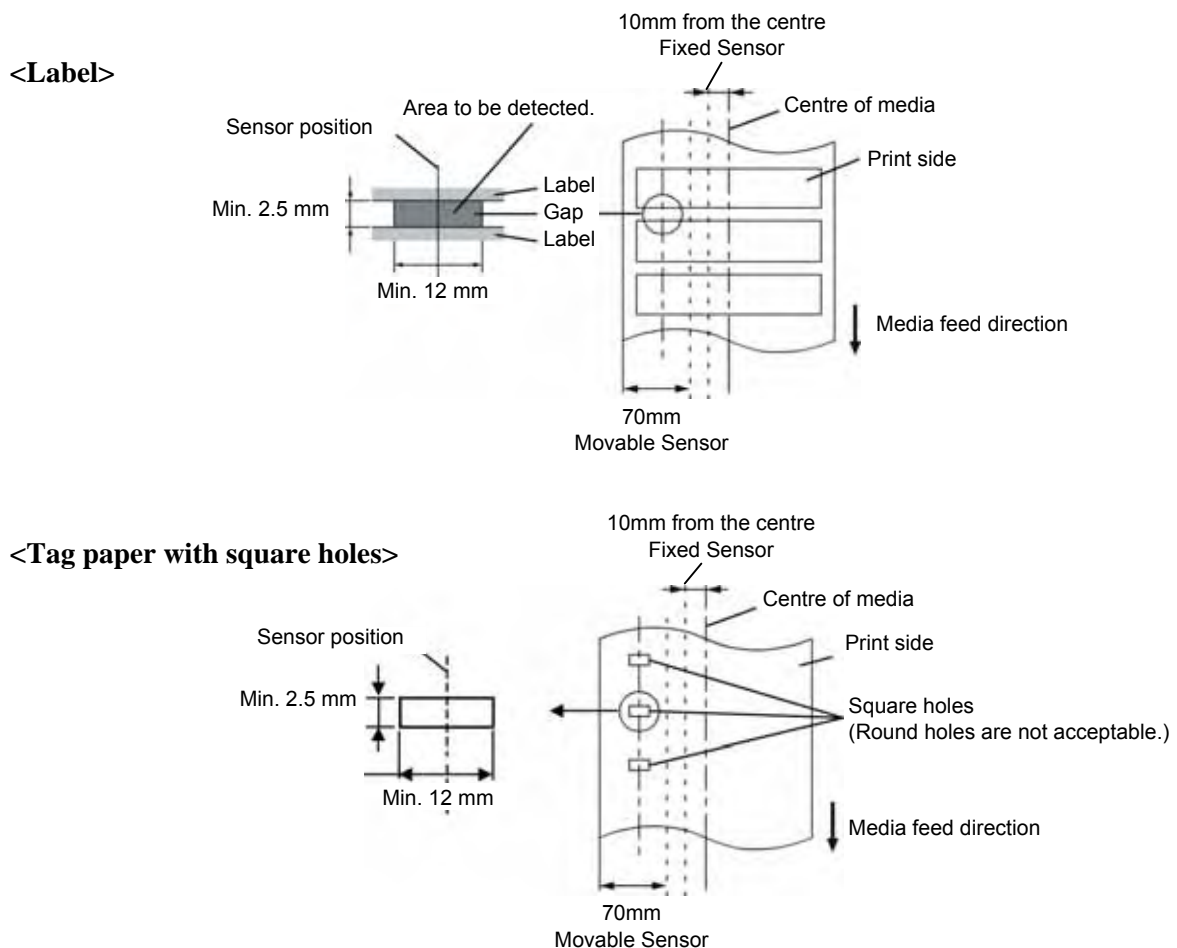 10mm from the centre
Fixed Sensor
<Label>
Centre of media
Area to be detected.
Sensor position
Print side
Label
Min. 2.5 mm
Gap
Label
Min. 12 mm
Media feed direction
70mm
Movable Sensor
10mm from the centre
Fixed Sensor
<Tag paper with square holes>
Centre of media
Sensor position
Print side
Min. 2.5 mm
Square holes
(Round holes are not acceptable.)
Min. 12 mm
Media feed direction
70mm
Movable Sensor